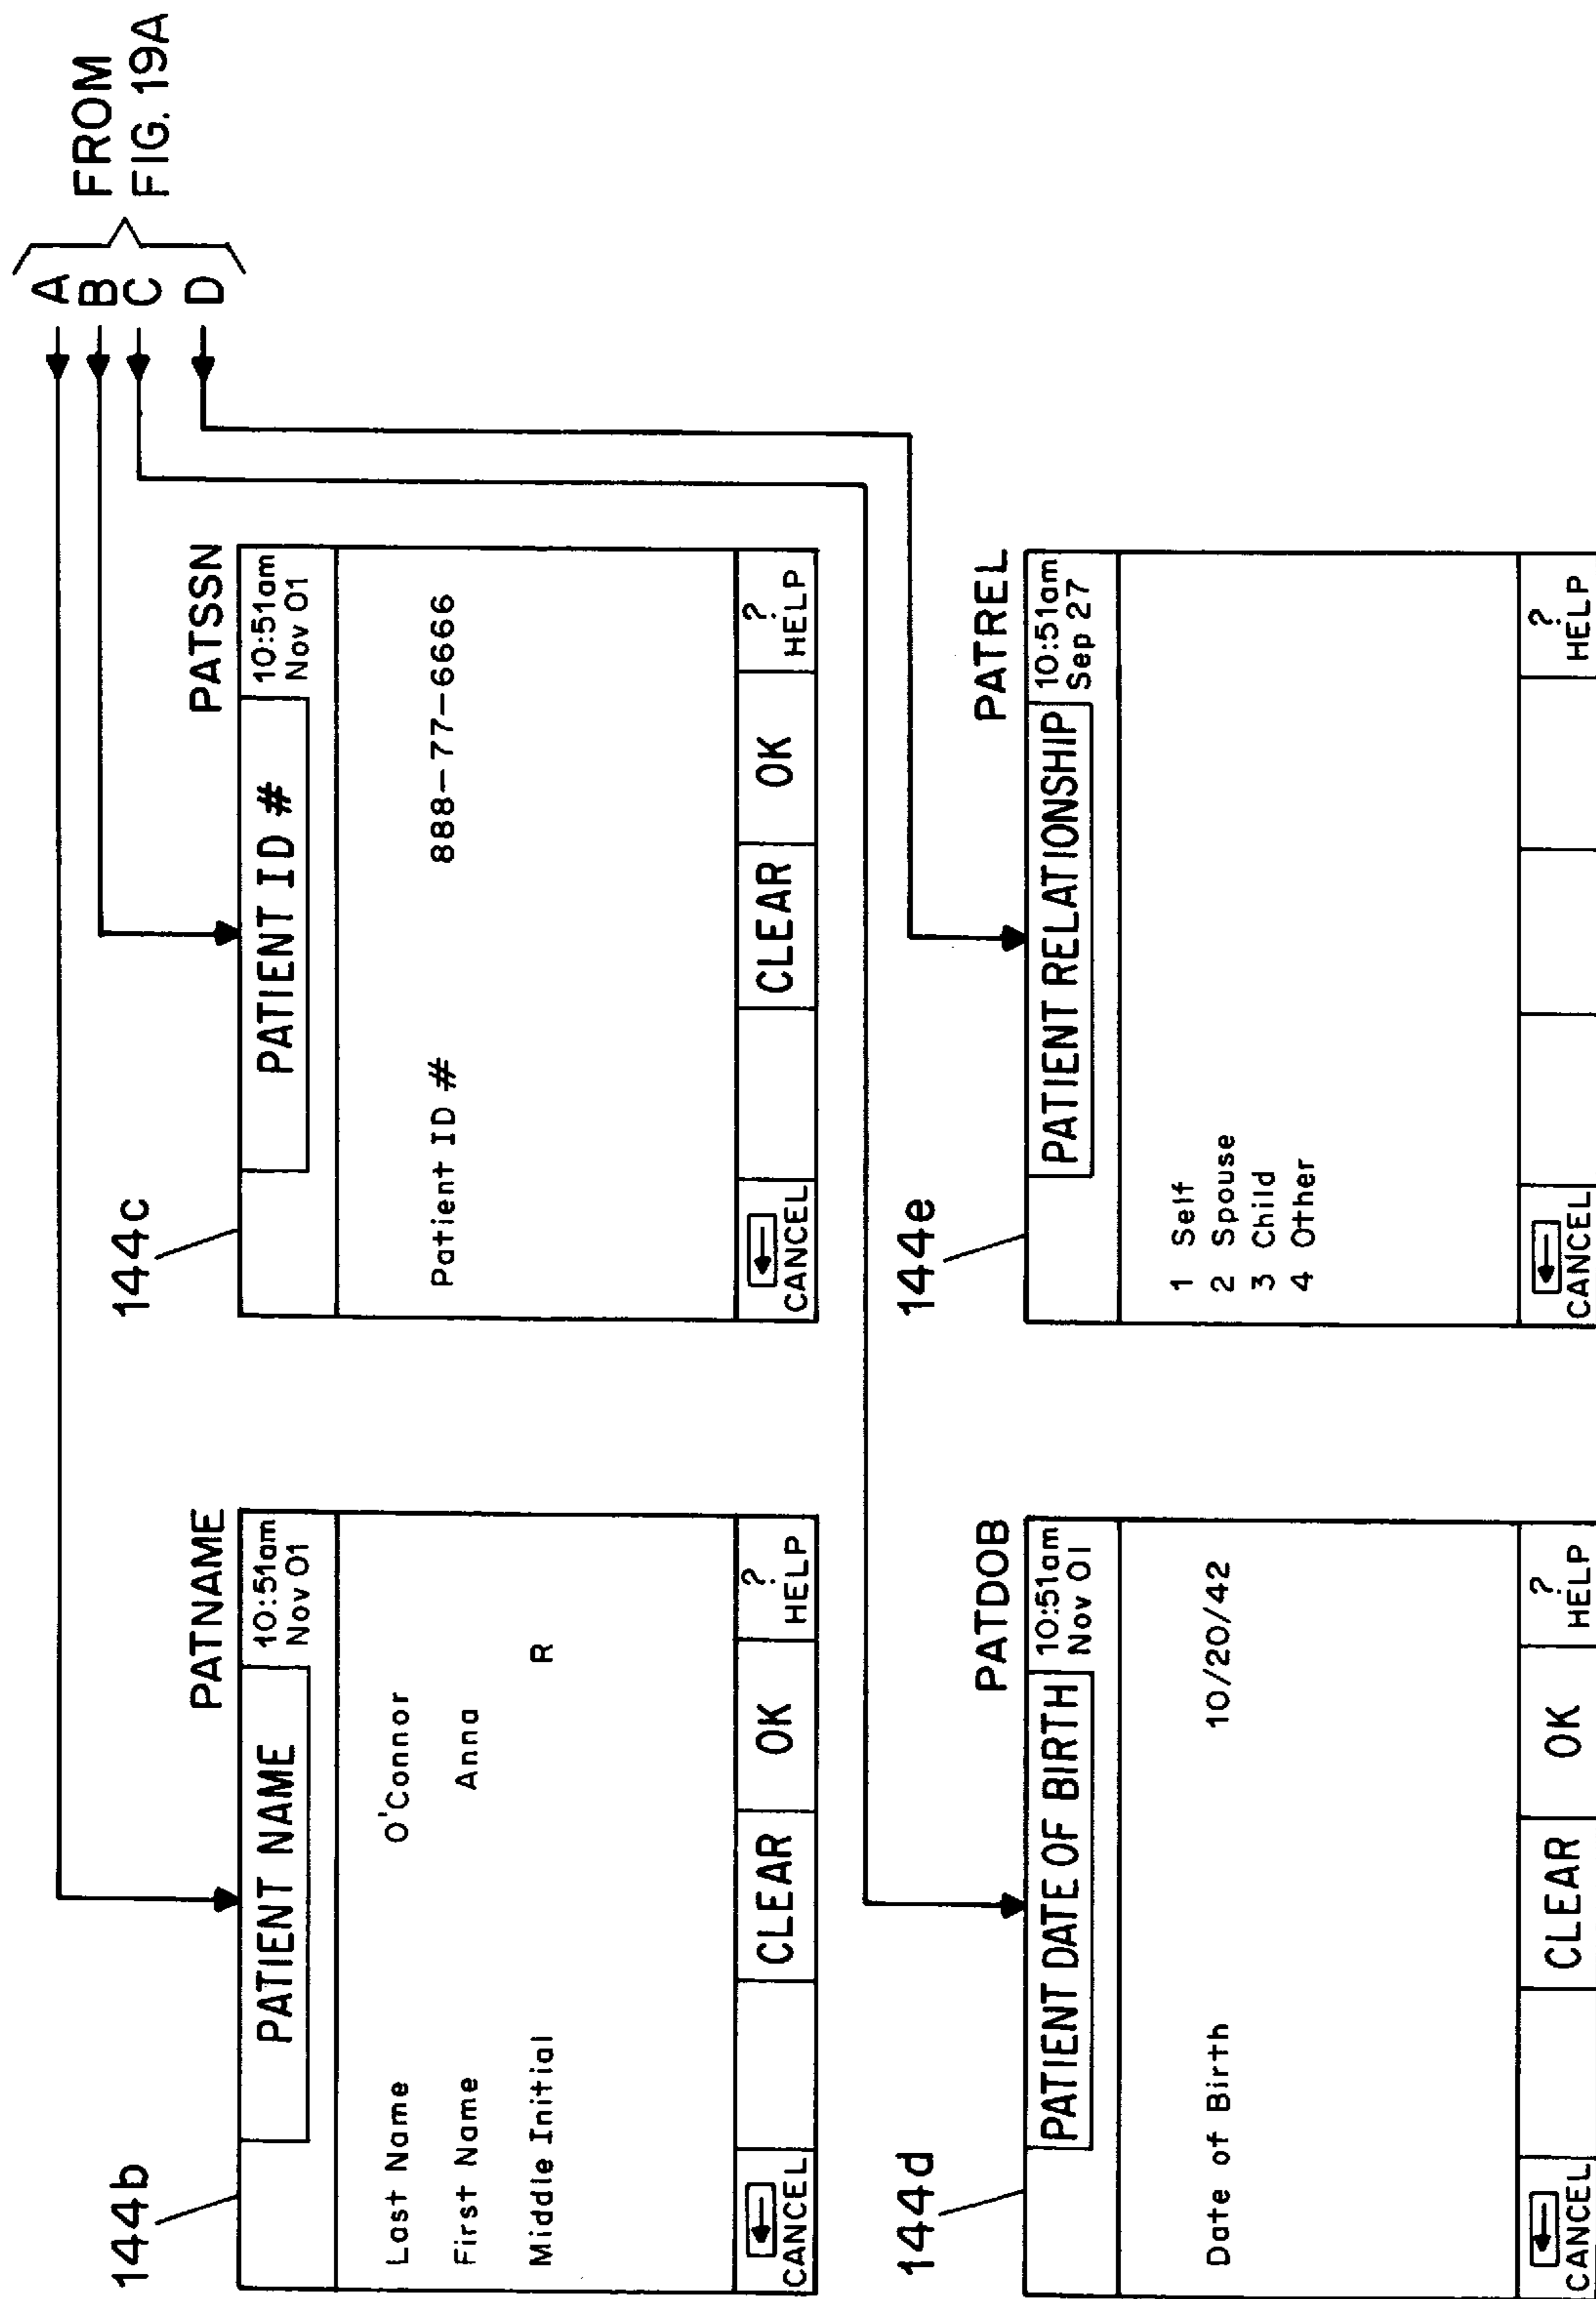 A
B
C
D
FROM
FIG. 19A
144b
PATNAME
PATIENT NAME
10:51am
Nov 01
Last Name O'Connor
First Name Anna
Middle Initial R
CANCEL
CLEAR
OK
?
HELP
144c
PATSSN
PATIENT ID #
10:51am
Nov 01
Patient ID # 888-77-6666
CANCEL
CLEAR
OK
?
HELP
144d
PATDOB
PATIENT DATE OF BIRTH
10:51am
Nov 01
Date of Birth 10/20/42
CANCEL
CLEAR
OK
?
HELP
144e
PATREL
PATIENT RELATIONSHIP
10:51am
Sep 27
1 Self
2 Spouse
3 Child
4 Other
CANCEL
?
HELP